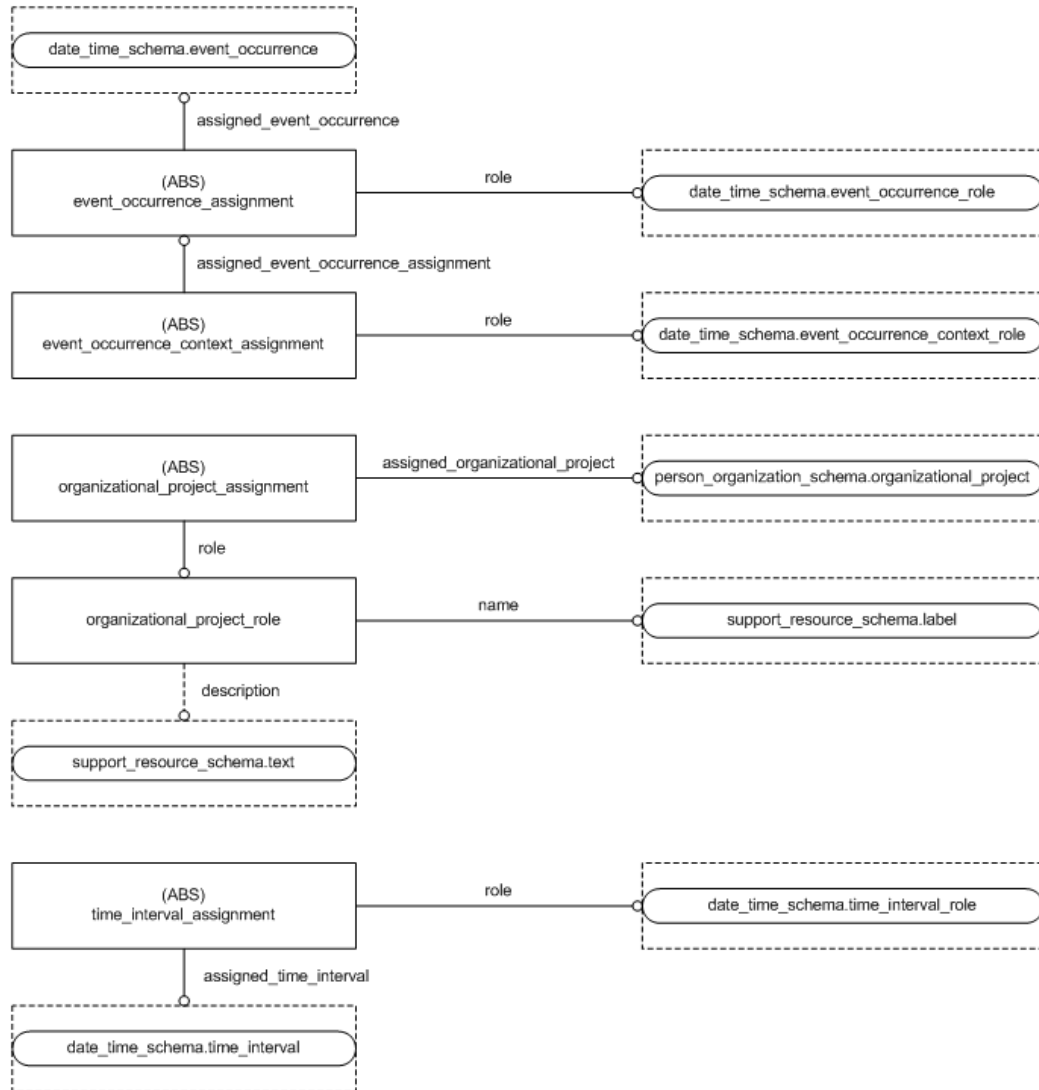 date_time_schema.event_occurrence
assigned_event_occurrence
(ABS)
event_occurrence_assignment
role
date_time_schema.event_occurrence_role
assigned_event_occurrence_assignment
(ABS)
event_occurrence_context_assignment
role
date_time_schema.event_occurrence_context_role
(ABS)
organizational_project_assignment
assigned_organizational_project
person_organization_schema.organizational_project
role
organizational_project_role
name
support_resource_schema.label
description
support_resource_schema.text
(ABS)
time_interval_assignment
role
date_time_schema.time_interval_role
assigned_time_interval
date_time_schema.time_interval